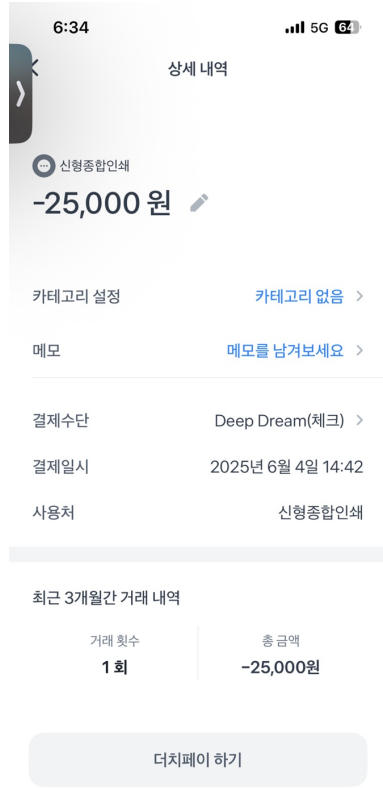 6:34 5G 64
상세 내역
신형종합인쇄
-25,000 원
카테고리 설정 카테고리 없음
메모 메모를 남겨보세요
결제수단 Deep Dream(체크)
결제일시 2025년 6월 4일 14:42
사용처 신형종합인쇄
최근 3개월간 거래 내역
거래 횟수 총 금액
1회 -25,000원
더치페이 하기